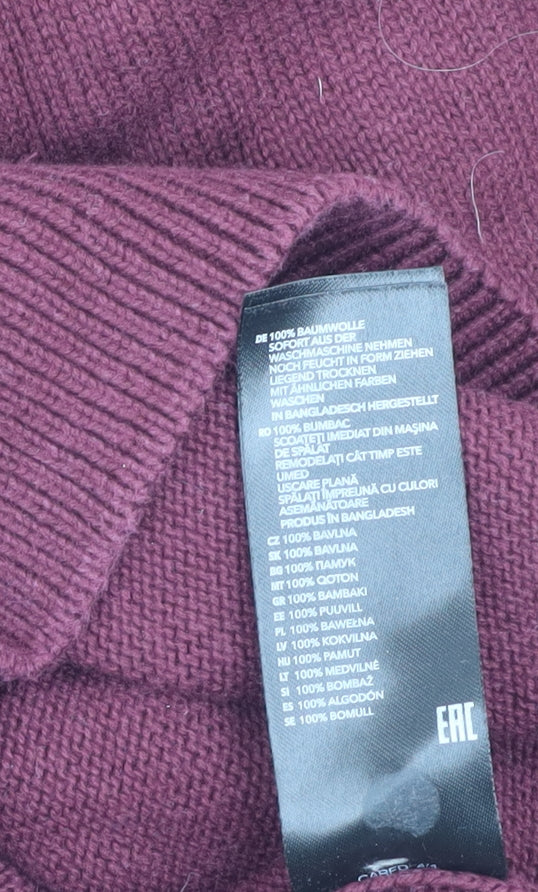 DE 100% BAUMWOLLE
SOFORT AUS DER
WASCHMASCHINE NEHMEN
NOCH FEUCHT IN FORM ZIEHEN
LIEGEND TROCKNEN
MIT ÄHNLICHEN FARBEN
WASCHEN
IN BANGLADESCH HERGESTELLT
RO 100% BUMBAC
SCOATEȚI IMEDIAT DIN MAȘINA
DE SPĂLAT
REMODELAȚI CÂT TIMP ESTE
UMED
USCARE PLANĂ
SPĂLAȚI ÎMPREUNĂ CU CULORI
ASEMĂNĂTOARE
PRODUS ÎN BANGLADESH
CZ 100% BAVLNA
SK 100% BAVLNA
BG 100% ПАМУК
MT 100% QOTON
GR 100% BAMBAKI
EE 100% PUUVILL
PL 100% BAWEŁNA
LV 100% KOKVILNA
HU 100% PAMUT
LT 100% MEDVILNĖ
SI 100% BOMBAŽ
ES 100% ALGODÓN
SE 100% BOMULL
EAC